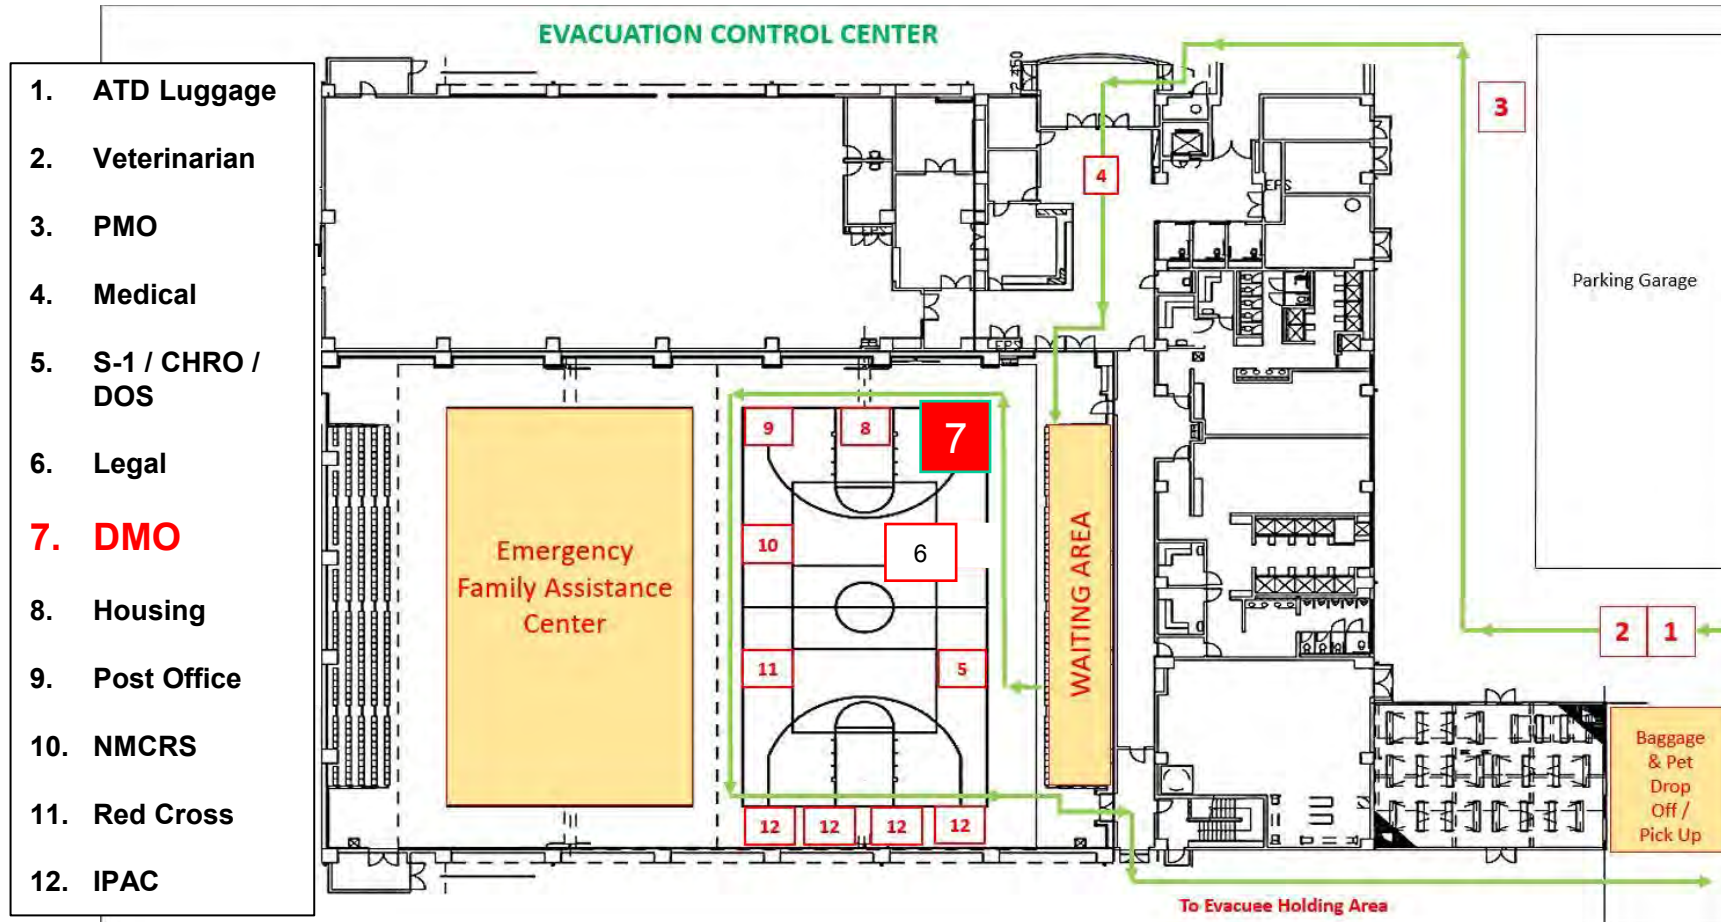 EVACUATION CONTROL CENTER
1. ATD Luggage
2. Veterinarian
3. PMO
4. Medical
5. S-1 / CHRO /
DOS
6. Legal
7. DMO
8. Housing
9. Post Office
10. NMCRS
11. Red Cross
12. IPAC
3
4
Parking Garage
EPS
EPS
9
8
7
10
6
Emergency
Family Assistance
Center
WAITING AREA
11
5
2
1
12
12
12
12
Baggage
& Pet
Drop
Off /
Pick Up
To Evacuee Holding Area